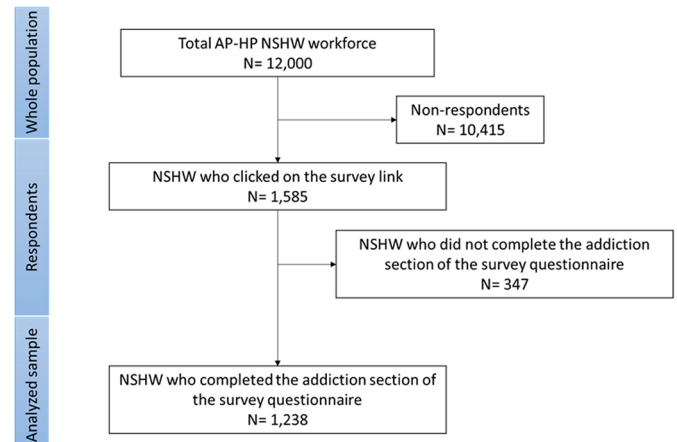 Whole population
Total AP-HP NSHW workforce
N= 12,000
Non-respondents
N= 10,415
Respondents
NSHW who clicked on the survey link
N= 1,585
NSHW who did not complete the addiction
section of the survey questionnaire
N= 347
Analyzed sample
NSHW who completed the addiction section of
the survey questionnaire
N= 1,238